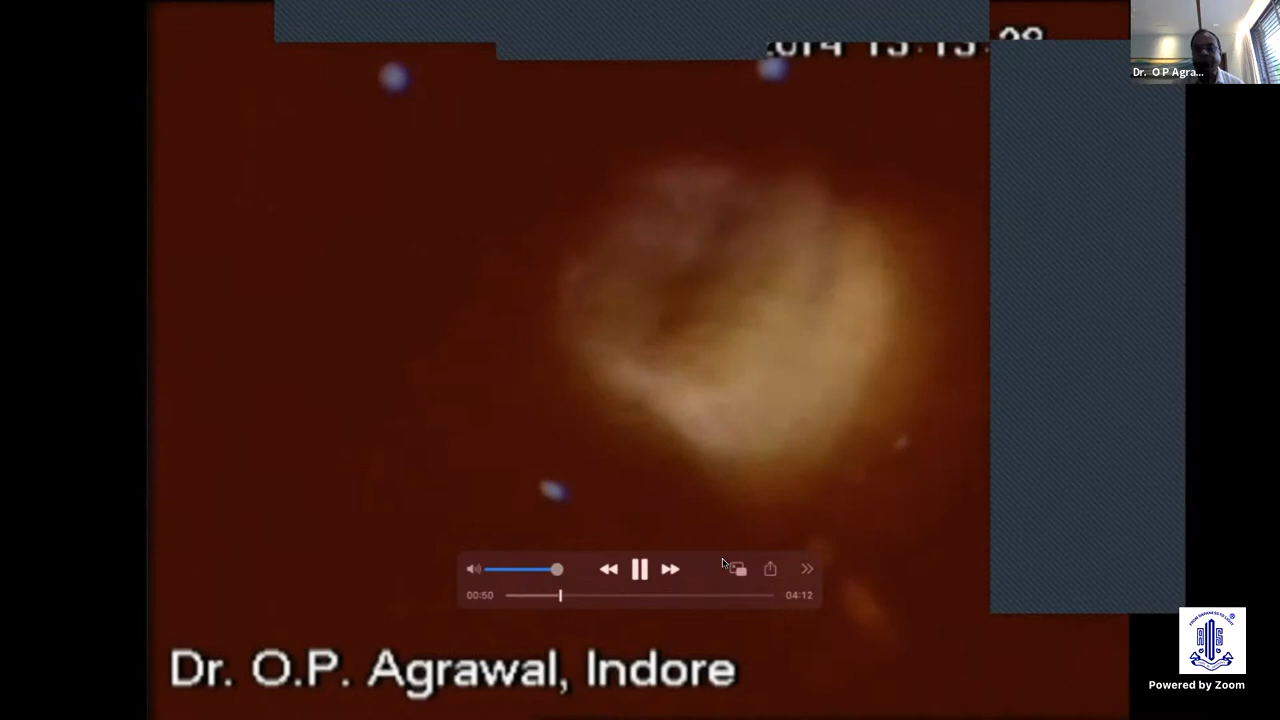 Dr. O P Agra...
00:50
04:12
Dr. O.P. Agrawal, Indore
Powered by Zoom